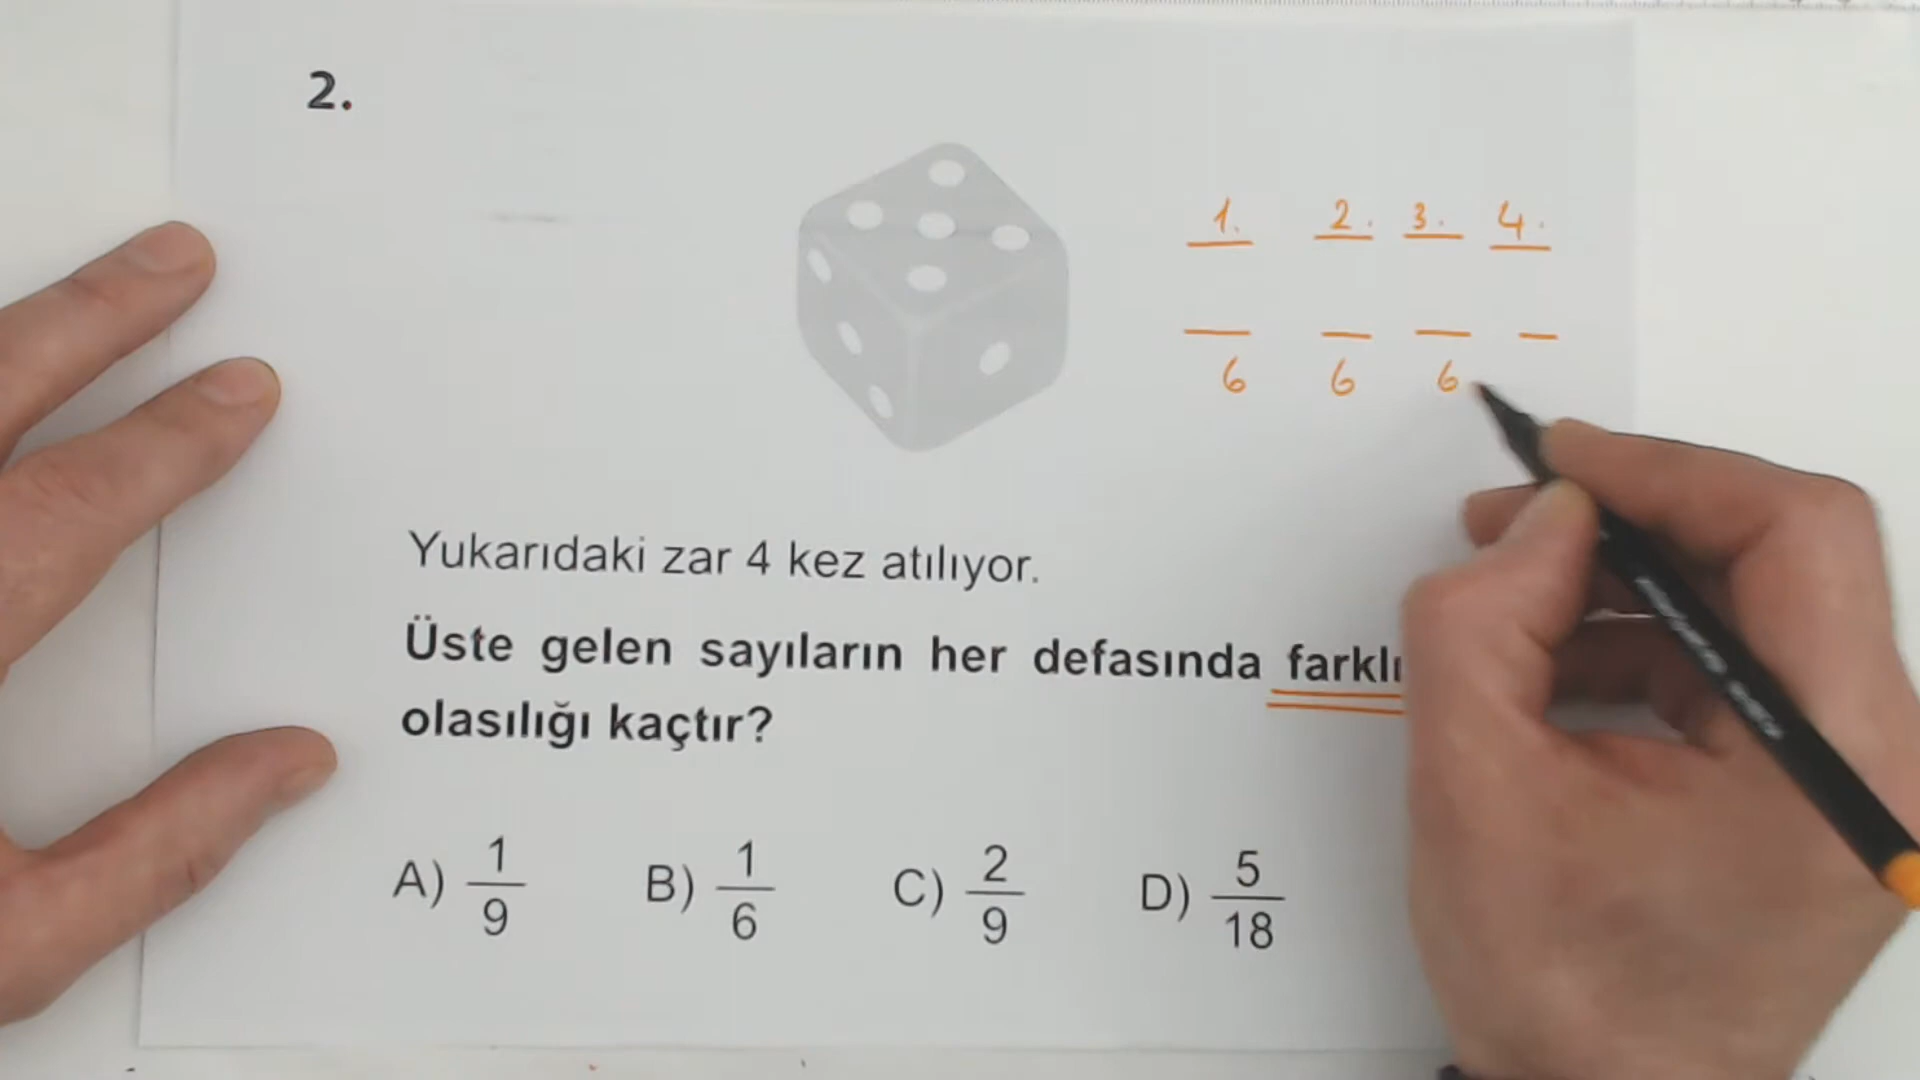 2.
1. 2. 3. 4.
6 6 6
Yukarıdaki zar 4 kez atılıyor.
Üste gelen sayıların her defasında farklı
olasılığı kaçtır?
A) 1/9 B) 1/6 C) 2/9 D) 5/18